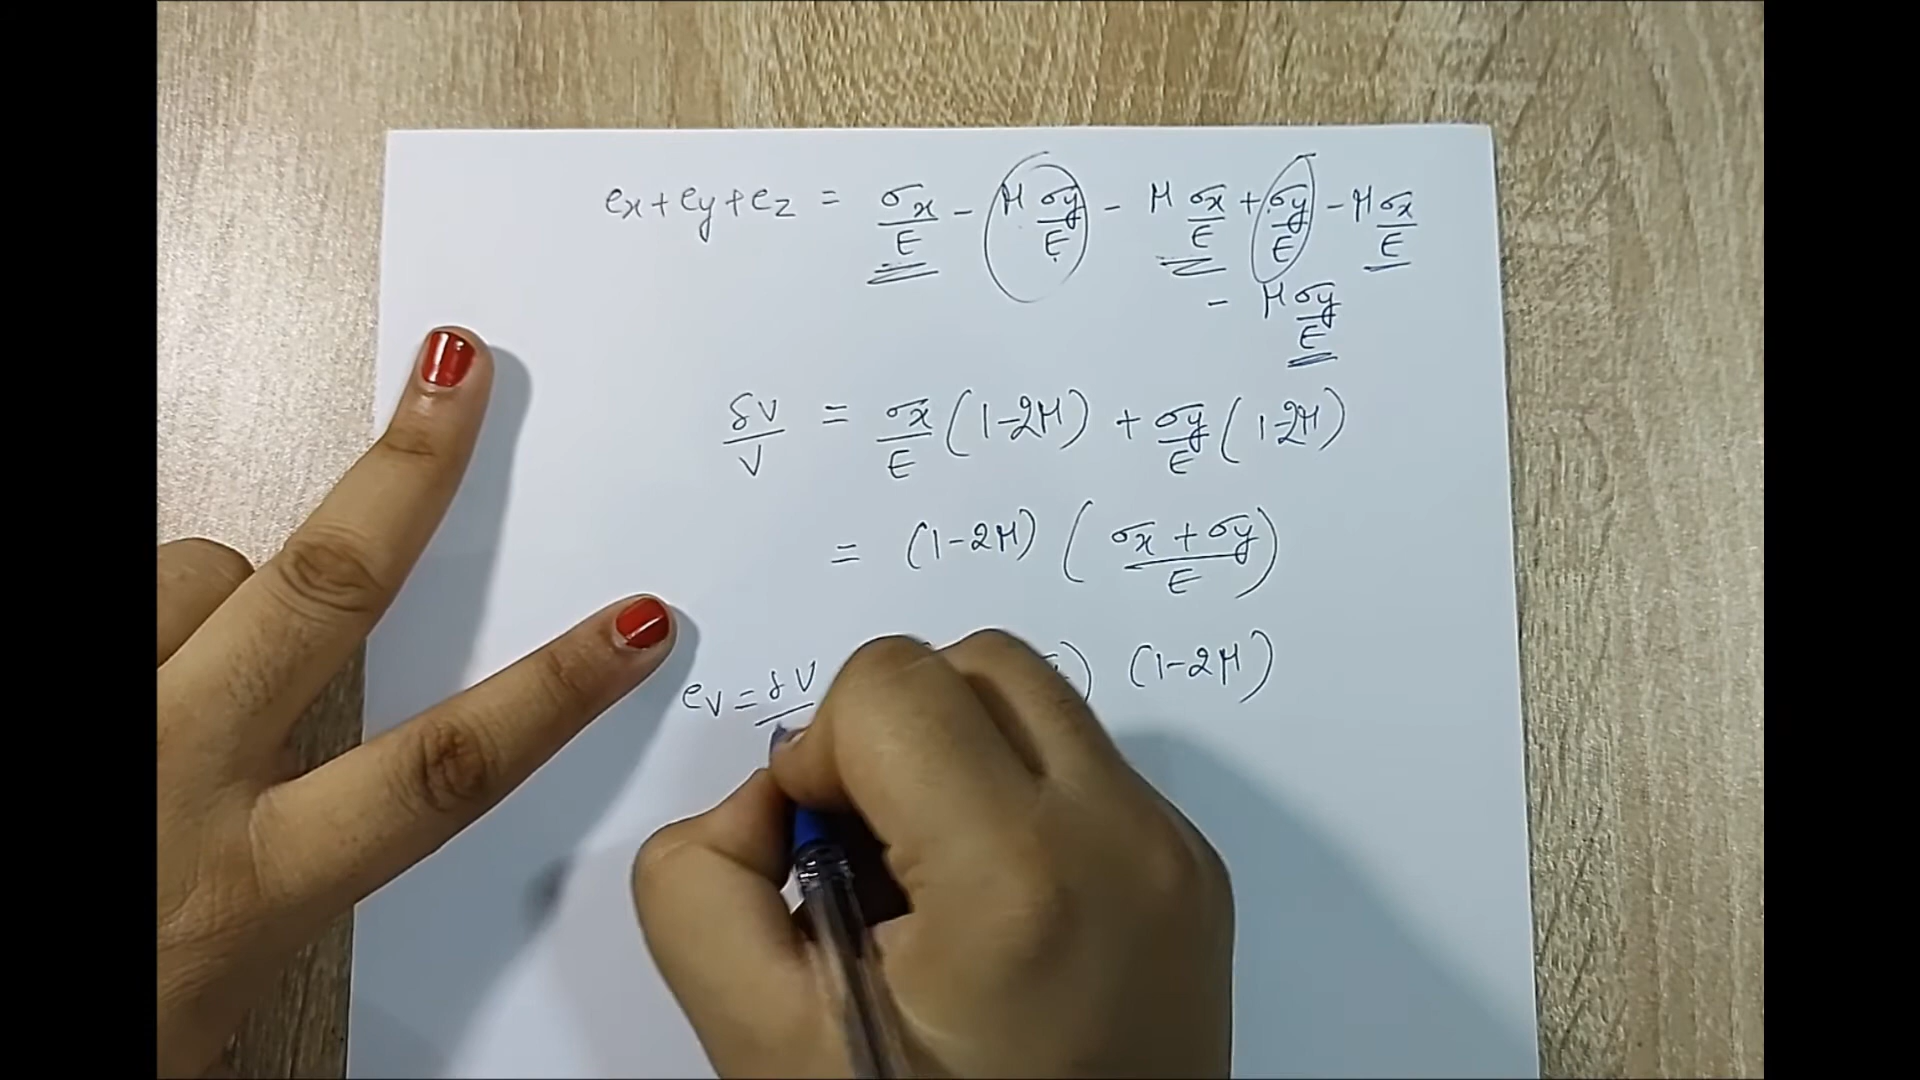 ex + ey + ez = σx/E - μ σy/E - μ σx/E + σy/E - μ σx/E
- μ σy/E
δV/V = σx/E (1-2μ) + σy/E (1-2μ)
= (1-2μ) (σx + σy/E)
ev = δV (1-2μ)